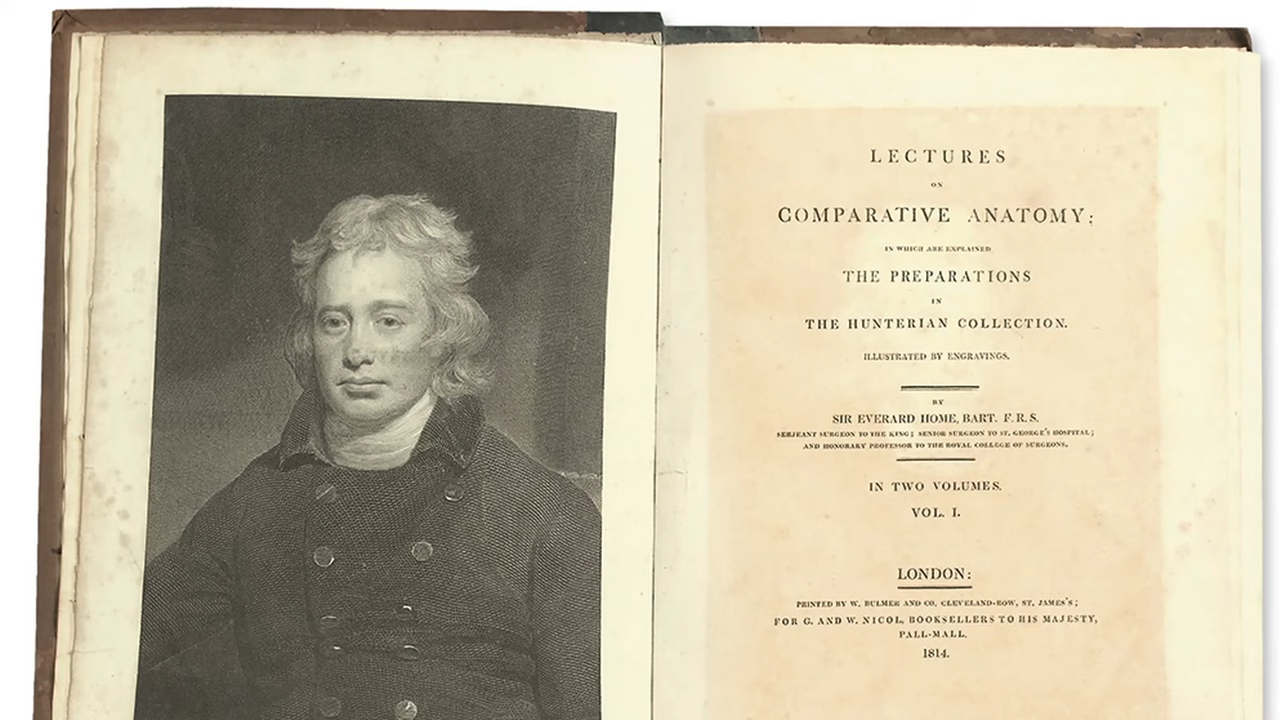 LECTURES
ON
COMPARATIVE ANATOMY;
IN WHICH ARE EXPLAINED
THE PREPARATIONS
IN
THE HUNTERIAN COLLECTION.
ILLUSTRATED BY ENGRAVINGS.
BY
SIR EVERARD HOME, BART. F.R.S.
SERJEANT SURGEON TO THE KING; SENIOR SURGEON TO ST. GEORGE'S HOSPITAL;
AND HONORARY PROFESSOR TO THE ROYAL COLLEGE OF SURGEONS.
IN TWO VOLUMES.
VOL. I.
LONDON:
PRINTED BY W. BULMER AND CO. CLEVELAND-ROW, ST. JAMES'S;
FOR G. AND W. NICOL, BOOKSELLERS TO HIS MAJESTY,
PALL-MALL.
1814.